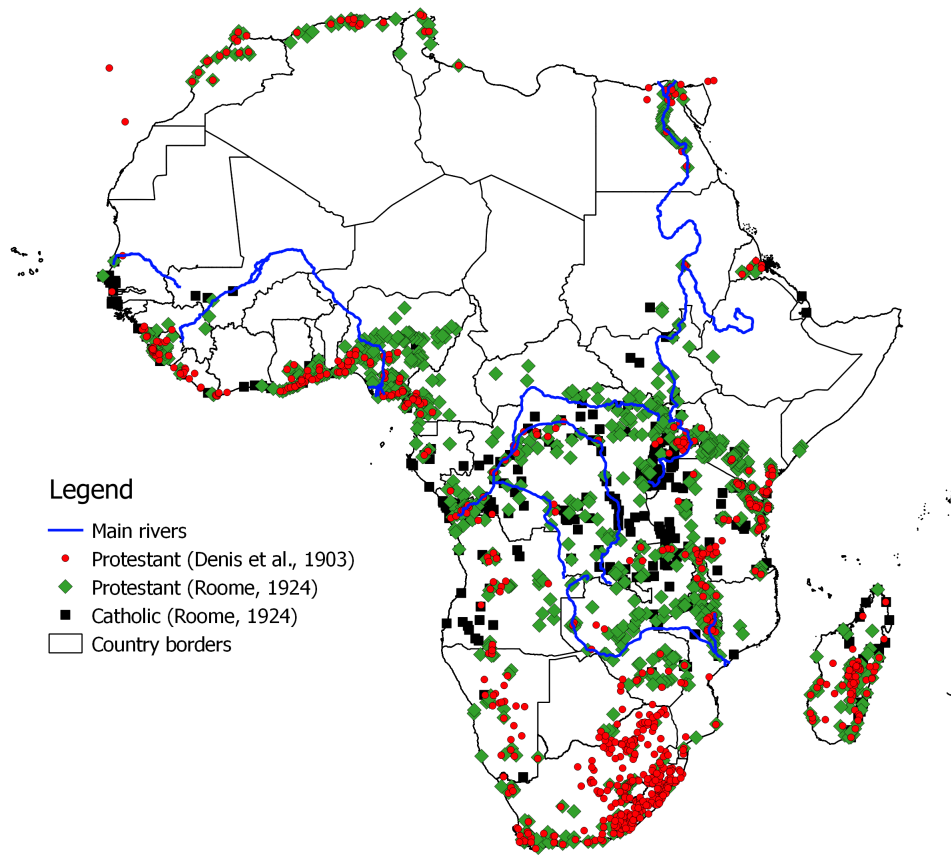 Legend
Main rivers
Protestant (Denis et al., 1903)
Protestant (Roome, 1924)
Catholic (Roome, 1924)
Country borders